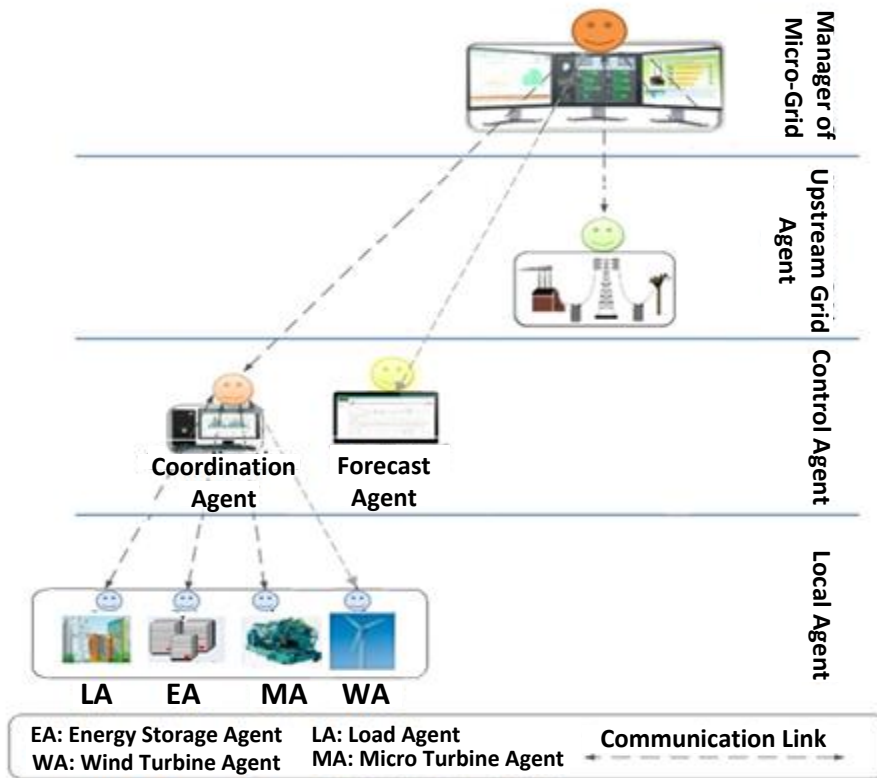 Manager of
Micro-Grid
Upstream Grid
Agent
Control Agent
Coordination
Agent
Forecast
Agent
Local Agent
LA EA MA WA
EA: Energy Storage Agent LA: Load Agent Communication Link
WA: Wind Turbine Agent MA: Micro Turbine Agent